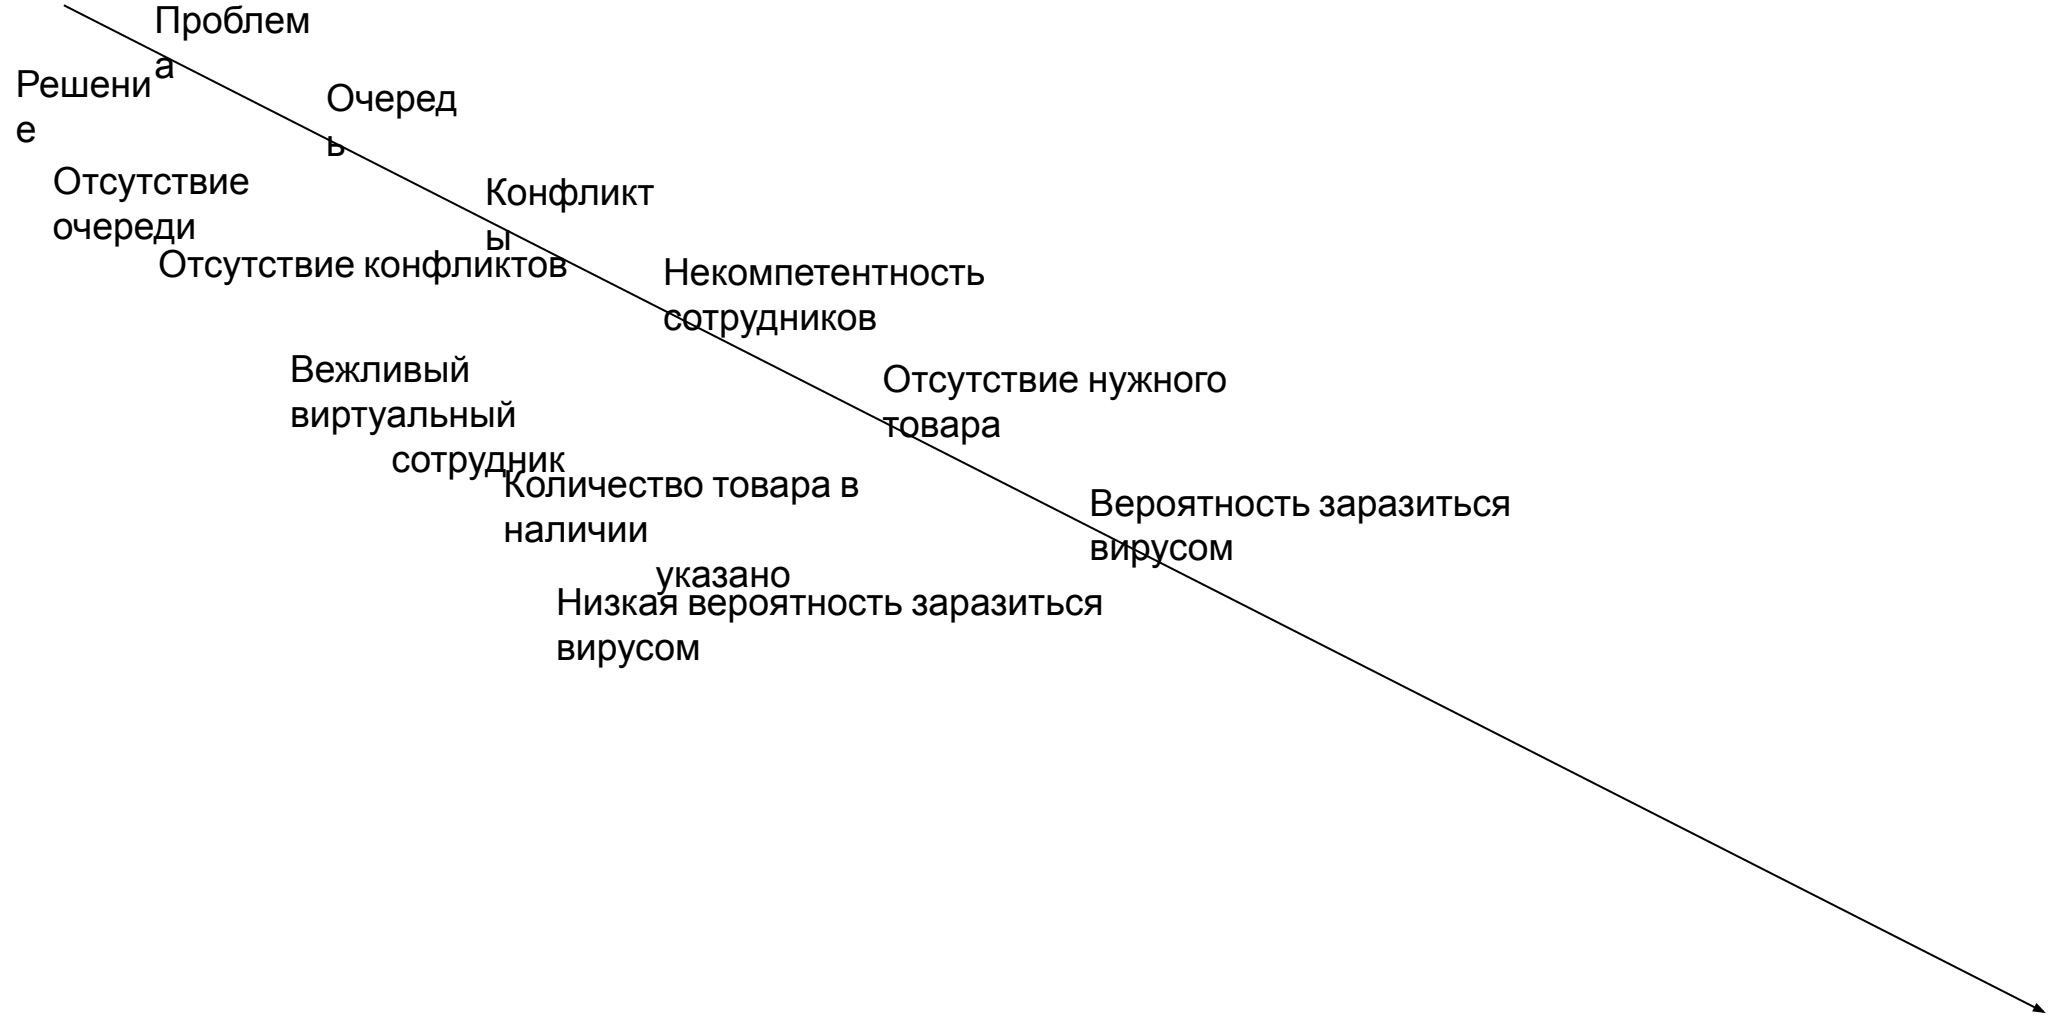 Проблем
а
Решени
е
Очеред
ь
Отсутствие
очереди
Конфликт
ы
Отсутствие конфликтов
Некомпетентность
сотрудников
Вежливый
виртуальный
сотрудник
Отсутствие нужного
товара
Количество товара в
наличии
указано
Вероятность заразиться
вирусом
Низкая вероятность заразиться
вирусом